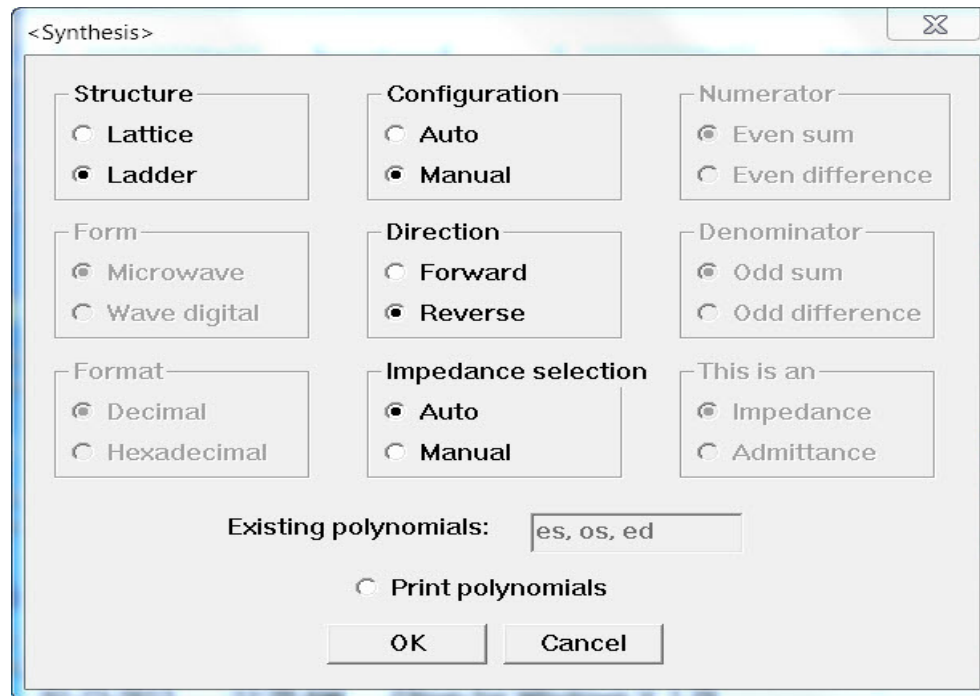 <Synthesis>
Structure
Lattice
Ladder
Configuration
Auto
Manual
Numerator
Even sum
Even difference
Form
Microwave
Wave digital
Direction
Forward
Reverse
Denominator
Odd sum
Odd difference
Format
Decimal
Hexadecimal
Impedance selection
Auto
Manual
This is an
Impedance
Admittance
Existing polynomials: es, os, ed
Print polynomials
OK Cancel